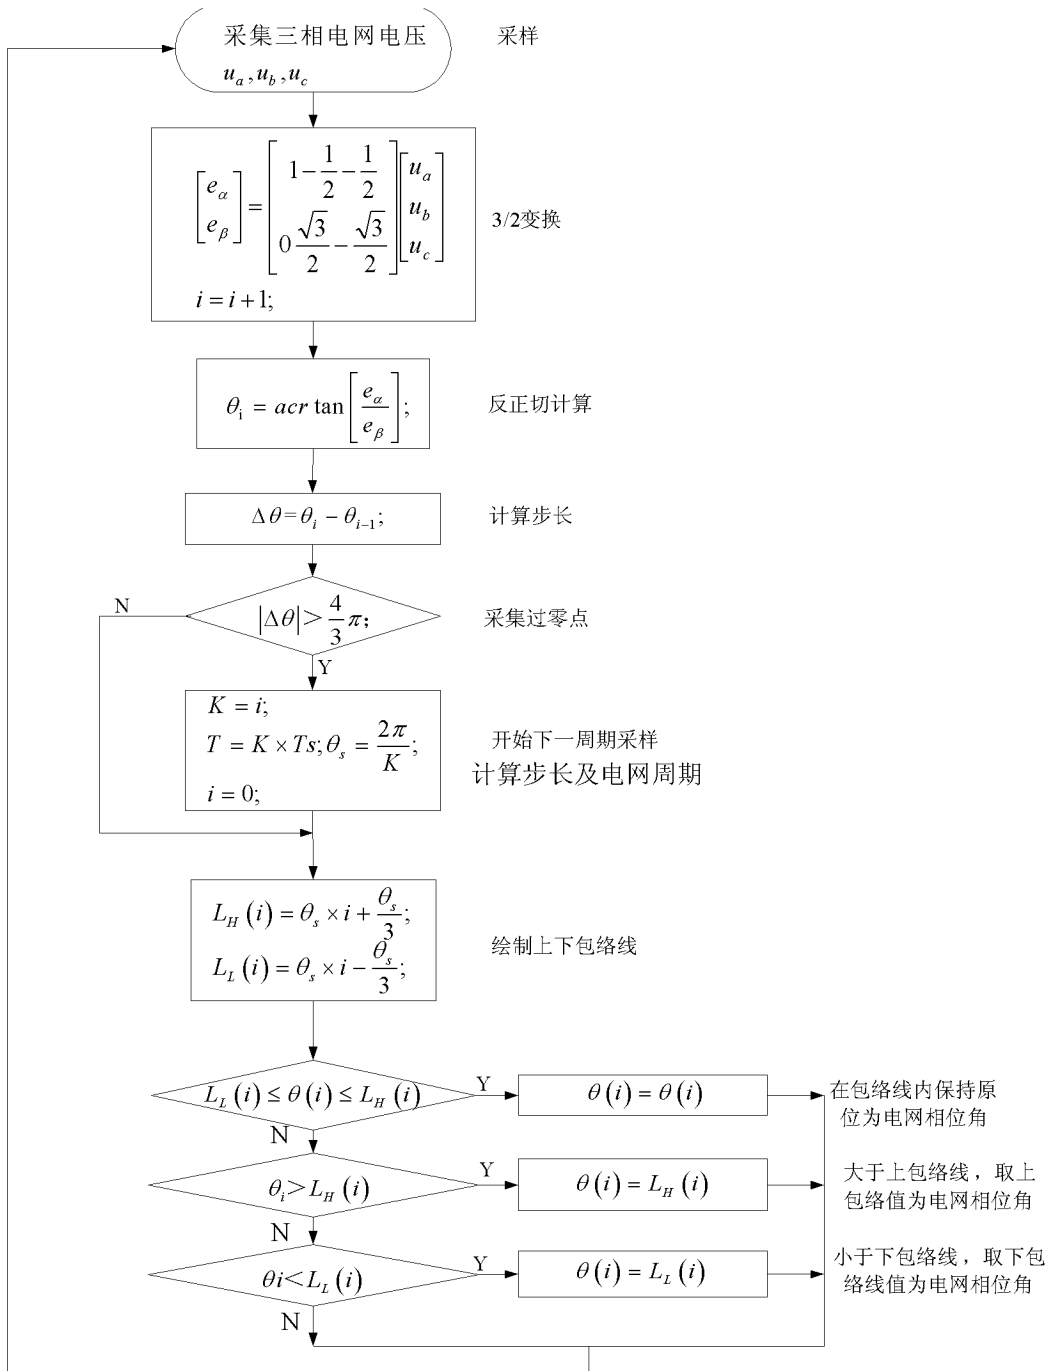 采集三相电网电压 采样
u_a,u_b,u_c
[e_α e_β] = [1 -1/2 -1/2; 0 √3/2 -√3/2] [u_a u_b u_c]
3/2变换
i = i+1;
θ_i = acr tan[e_α/e_β]; 反正切计算
Δθ=θ_i - θ_{i-1}; 计算步长
N
|Δθ|>4/3π; 采集过零点
Y
K = i;
T = K × Ts;θ_s = 2π/K; 开始下一周期采样
计算步长及电网周期
i = 0;
L_H(i) = θ_s × i + θ_s/3;
绘制上下包络线
L_L(i) = θ_s × i - θ_s/3;
L_L(i) ≤ θ(i) ≤ L_H(i) Y θ(i) = θ(i) 在包络线内保持原
位为电网相位角
N
θ_i>L_H(i) Y θ(i) = L_H(i) 大于上包络线，取上
包络值为电网相位角
N
θi<L_L(i) Y θ(i) = L_L(i) 小于下包络线，取下包
络线值为电网相位角
N